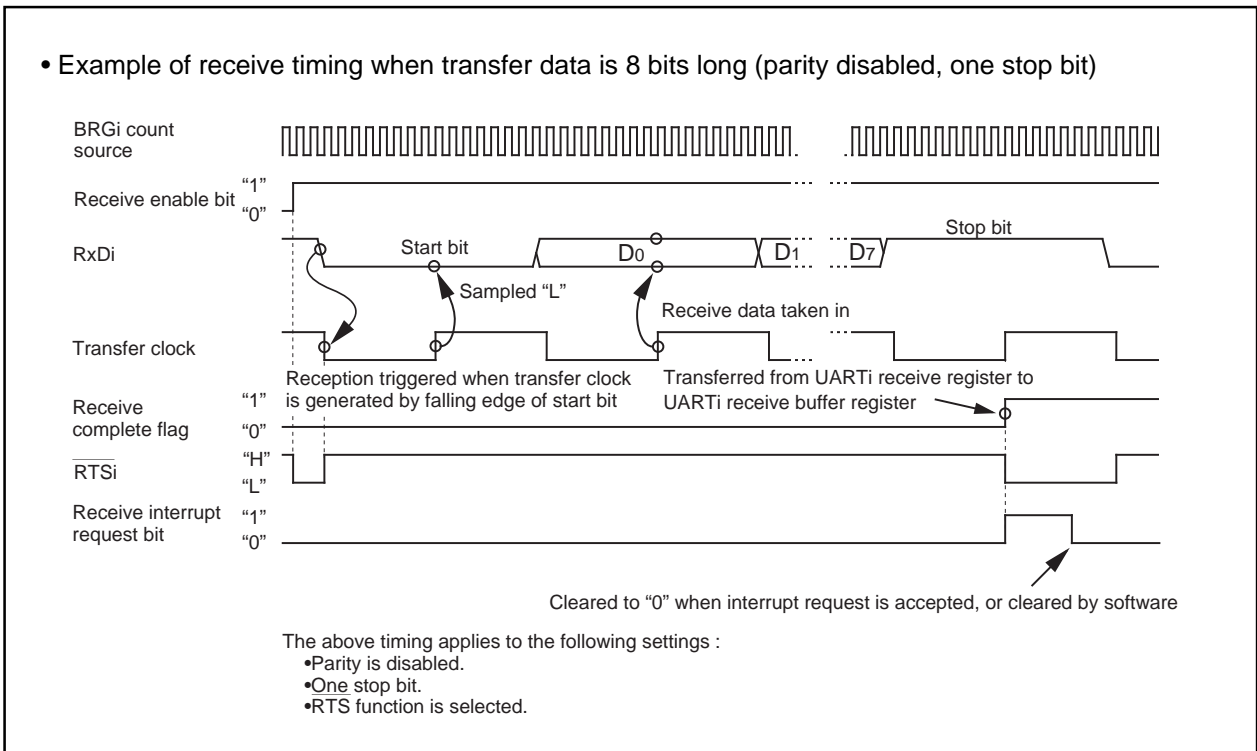 • Example of receive timing when transfer data is 8 bits long (parity disabled, one stop bit)
BRGi count
source
Receive enable bit
“1”
“0”
RxDi
Start bit
D0
D1
D7
Stop bit
Sampled “L”
Receive data taken in
Transfer clock
Reception triggered when transfer clock
is generated by falling edge of start bit
Transferred from UARTi receive register to
UARTi receive buffer register
Receive
complete flag
“1”
“0”
RTSi
“H”
“L”
Receive interrupt
request bit
“1”
“0”
Cleared to “0” when interrupt request is accepted, or cleared by software
The above timing applies to the following settings :
•Parity is disabled.
•One stop bit.
•RTS function is selected.